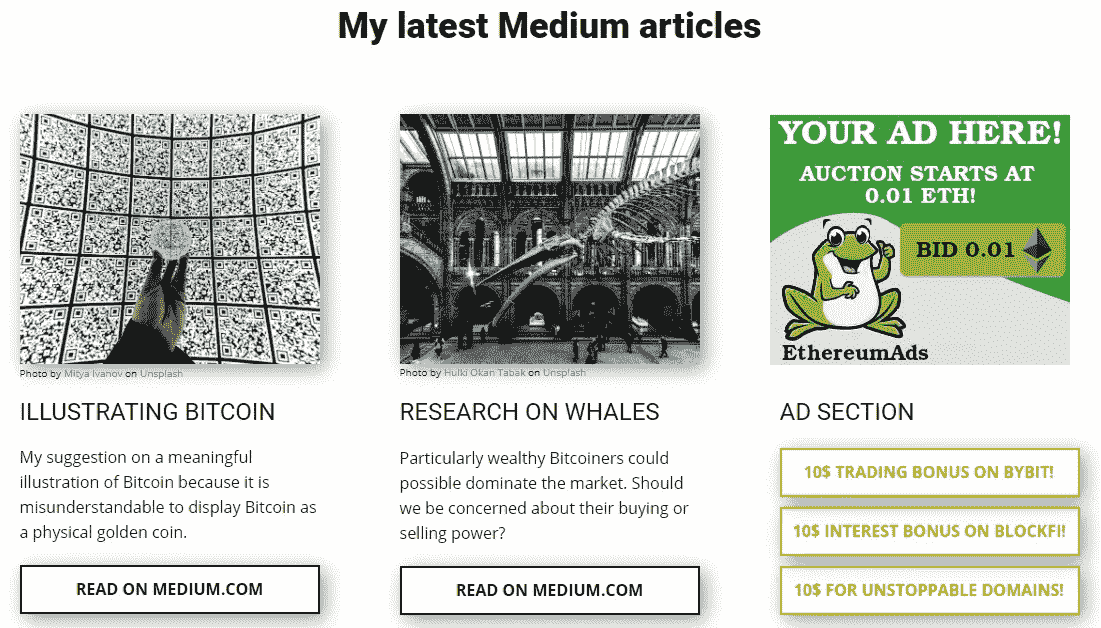 My latest Medium articles
Photo by Mitya Ivanov on Unsplash
ILLUSTRATING BITCOIN
My suggestion on a meaningful
illustration of Bitcoin because it is
misunderstandable to display Bitcoin as
a physical golden coin.
READ ON MEDIUM.COM
Photo by Hulki Okan Tabak on Unsplash
RESEARCH ON WHALES
Particularly wealthy Bitcoiners could
possible dominate the market. Should
we be concerned about their buying or
selling power?
READ ON MEDIUM.COM
YOUR AD HERE!
AUCTION STARTS AT
0.01 ETH!
BID 0.01
EthereumAds
AD SECTION
10$ TRADING BONUS ON BYBIT!
10$ INTEREST BONUS ON BLOCKFI!
10$ FOR UNSTOPPABLE DOMAINS!